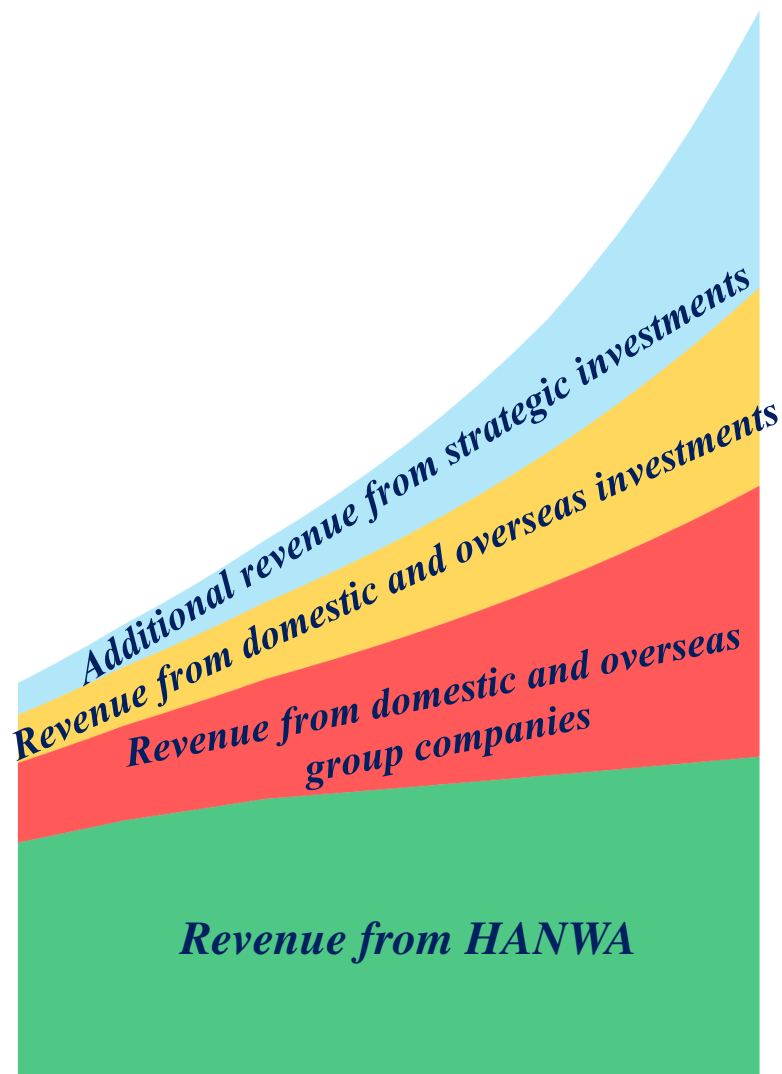 Additional revenue from strategic investments
Revenue from domestic and overseas investments
Revenue from domestic and overseas
group companies
Revenue from HANWA